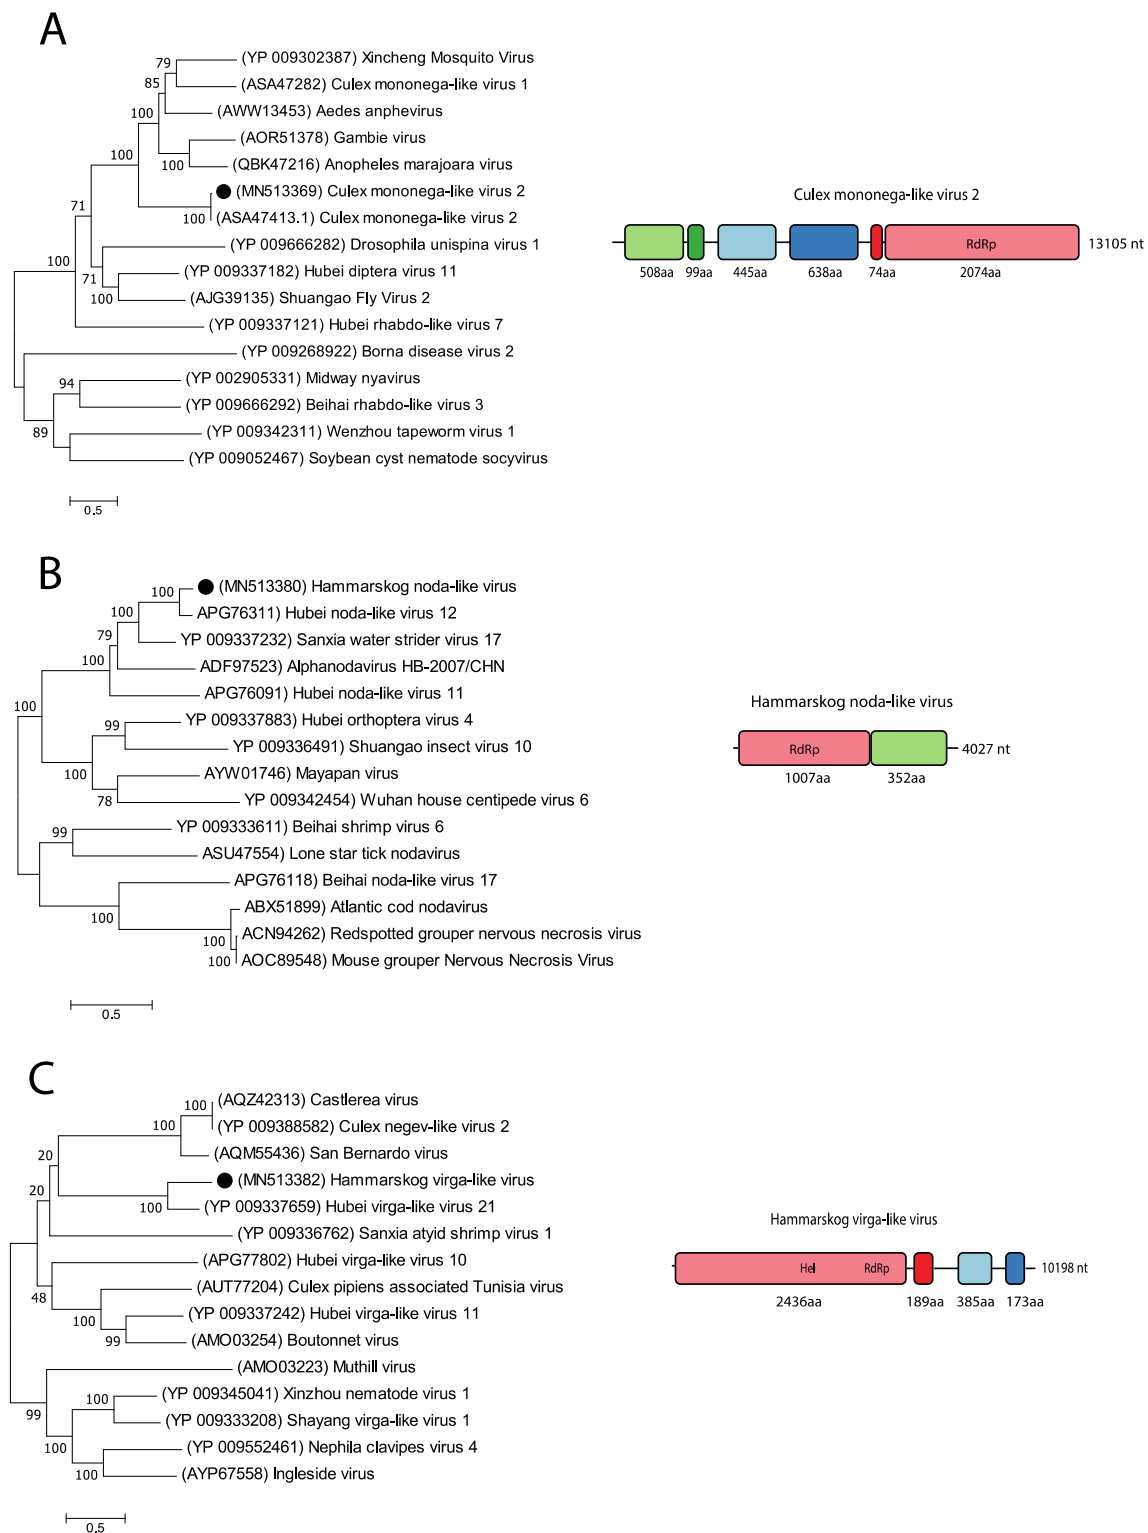 A
79
(YP 009302387) Xincheng Mosquito Virus
85
(ASA47282) Culex mononega-like virus 1
(AWW13453) Aedes anphevirus
100
(AOR51378) Gambie virus
100
(QBK47216) Anopheles marajoara virus
100
(MN513369) Culex mononega-like virus 2
100
(ASA47413.1) Culex mononega-like virus 2
71
(YP 009666282) Drosophila unispina virus 1
100
(YP 009337182) Hubei diptera virus 11
71
(AJG39135) Shuangao Fly Virus 2
100
(YP 009337121) Hubei rhabdo-like virus 7
(YP 009268922) Borna disease virus 2
94
(YP 002905331) Midway nyavirus
(YP 009666292) Beihai rhabdo-like virus 3
89
(YP 009342311) Wenzhou tapeworm virus 1
(YP 009052467) Soybean cyst nematode socyvirus
0.5
Culex mononega-like virus 2
RdRp
13105 nt
508aa 99aa 445aa 638aa 74aa 2074aa
B
100
(MN513380) Hammarskog noda-like virus
100
APG76311) Hubei noda-like virus 12
79
YP 009337232) Sanxia water strider virus 17
100
ADF97523) Alphanodavirus HB-2007/CHN
APG76091) Hubei noda-like virus 11
100
99
YP 009337883) Hubei orthoptera virus 4
YP 009336491) Shuangao insect virus 10
100
AYW01746) Mayapan virus
78
YP 009342454) Wuhan house centipede virus 6
99
YP 009333611) Beihai shrimp virus 6
ASU47554) Lone star tick nodavirus
APG76118) Beihai noda-like virus 17
100
ABX51899) Atlantic cod nodavirus
100
ACN94262) Redspotted grouper nervous necrosis virus
100
AOC89548) Mouse grouper Nervous Necrosis Virus
0.5
Hammarskog noda-like virus
RdRp
4027 nt
1007aa 352aa
C
100
(AQZ42313) Castlerea virus
100
(YP 009388582) Culex negev-like virus 2
(AQM55436) San Bernardo virus
20
(MN513382) Hammarskog virga-like virus
20
100
(YP 009337659) Hubei virga-like virus 21
(YP 009336762) Sanxia atyid shrimp virus 1
(APG77802) Hubei virga-like virus 10
48
(AUT77204) Culex pipiens associated Tunisia virus
100
(YP 009337242) Hubei virga-like virus 11
99
(AMO03254) Boutonnet virus
(AMO03223) Muthill virus
99
100
(YP 009345041) Xinzhou nematode virus 1
(YP 009333208) Shayang virga-like virus 1
100
(YP 009552461) Nephila clavipes virus 4
100
(AYP67558) Ingleside virus
0.5
Hammarskog virga-like virus
Hel RdRp
10198 nt
2436aa 189aa 385aa 173aa